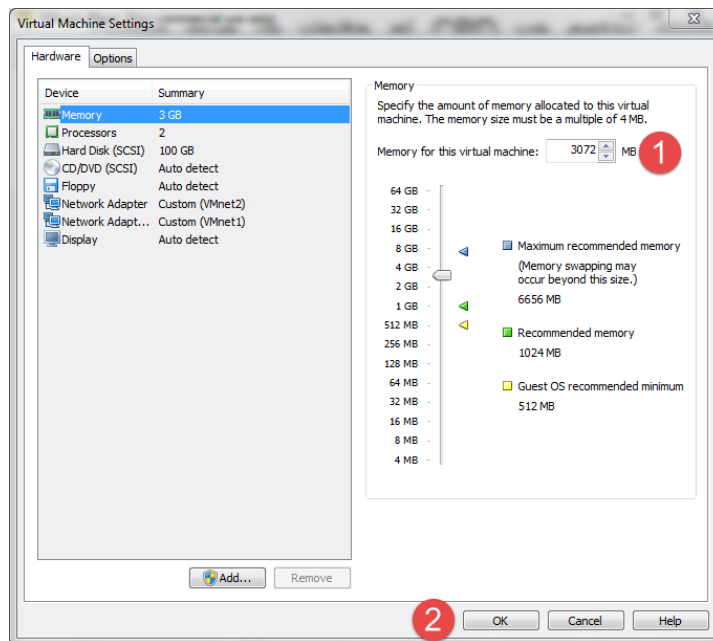 Virtual Machine Settings
Hardware
Options
Device Summary
Memory 3 GB
Processors 2
Hard Disk (SCSI) 100 GB
CD/DVD (SCSI) Auto detect
Floppy Auto detect
Network Adapter Custom (VMnet2)
Network Adapt... Custom (VMnet1)
Display Auto detect
Add...
Remove
Memory
Specify the amount of memory allocated to this virtual
machine. The memory size must be a multiple of 4 MB.
Memory for this virtual machine: 3072 MB 1
64 GB
32 GB
16 GB
8 GB
4 GB
2 GB
1 GB
512 MB
256 MB
128 MB
64 MB
32 MB
16 MB
8 MB
4 MB
Maximum recommended memory
(Memory swapping may
occur beyond this size.)
6656 MB
Recommended memory
1024 MB
Guest OS recommended minimum
512 MB
2 OK Cancel Help